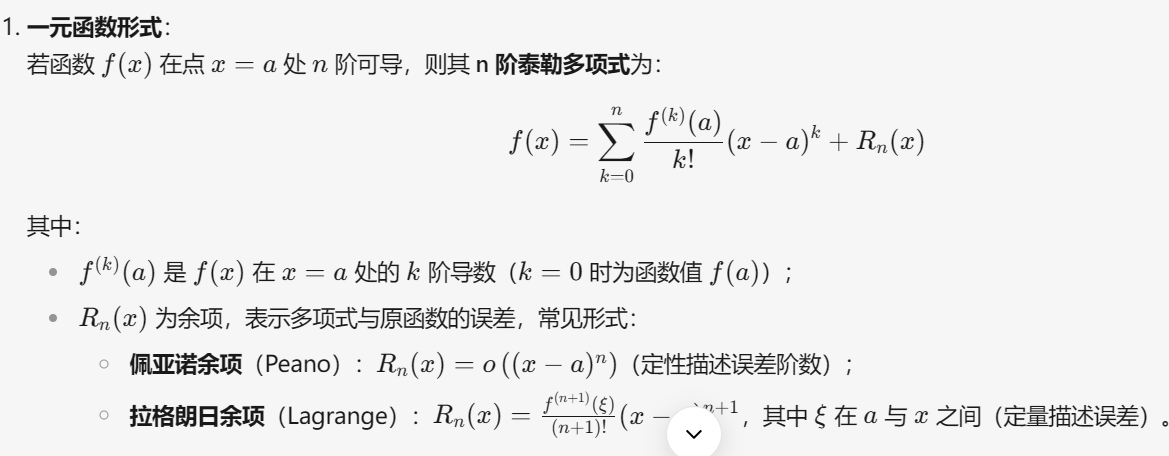 1. 一元函数形式：
若函数 f(x) 在点 x = a 处 n 阶可导，则其 n 阶泰勒多项式为：
f(x) = \sum_{k=0}^{n} \frac{f^{(k)}(a)}{k!}(x − a)^k + R_n(x)
其中：
• f^{(k)}(a) 是 f(x) 在 x = a 处的 k 阶导数（k = 0 时为函数值 f(a)）；
• R_n(x) 为余项，表示多项式与原函数的误差，常见形式：
○ 佩亚诺余项（Peano）：R_n(x) = o((x − a)^n)（定性描述误差阶数）；
○ 拉格朗日余项（Lagrange）：R_n(x) = \frac{f^{(n+1)}(ξ)}{(n+1)!}(x − )^{n+1}，其中 ξ 在 a 与 x 之间（定量描述误差）。